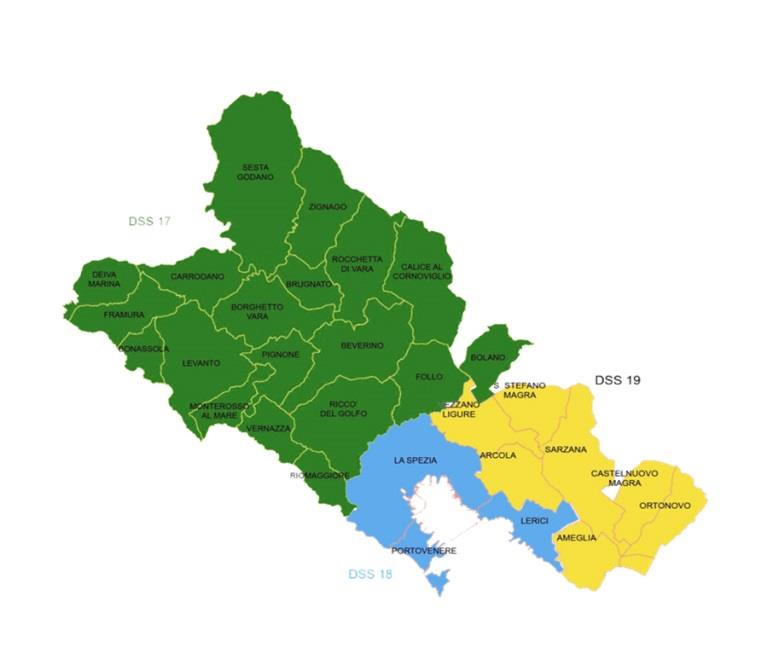 SESTA
GODANO
ZIGNAGO
DSS 17
ROCCHETTA
DI VARA
CALICE AL
CORNOVIGLIO
DEIVA
MARINA
CARRODANO
BRUGNATO
BORGHETTO
VARA
FRAMURA
BONASSOLA
LEVANTO
PIGNONE
BEVERINO
BOLANO
FOLLO
DSS 19
S. STEFANO
MAGRA
MONTEROSSO
AL MARE
RICCO'
DEL GOLFO
VEZZANO
LIGURE
VERNAZZA
SARZANA
ARCOLA
LA SPEZIA
RIOMAGGIORE
CASTELNUOVO
MAGRA
ORTONOVO
LERICI
AMEGLIA
PORTOVENERE
DSS 18